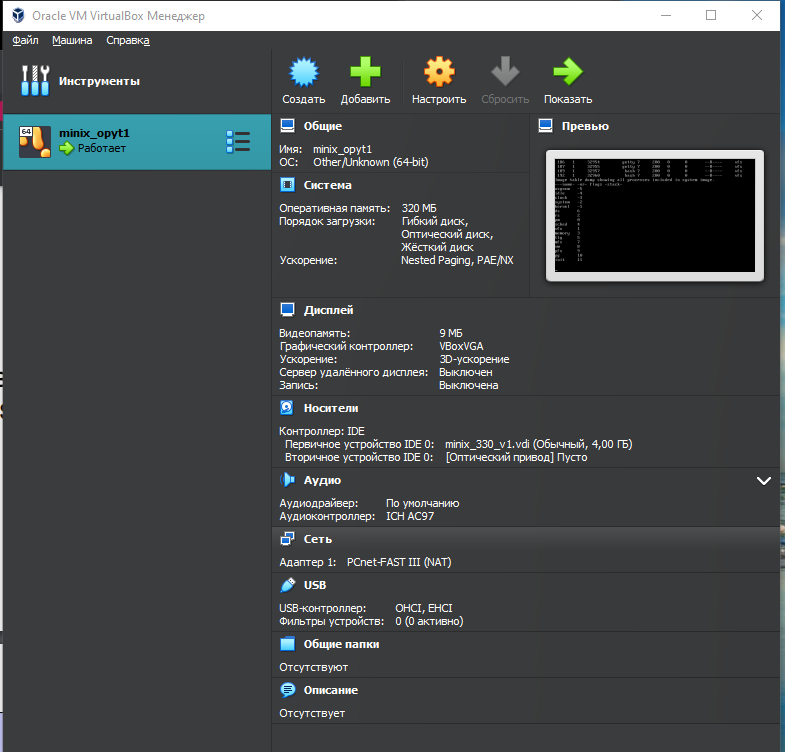 Oracle VM VirtualBox Менеджер
Файл Машина Справка
Инструменты
Создать Добавить Настроить Сбросить Показать
64
minix_opyt1
Работает
Общие
Имя: minix_opyt1
ОС: Other/Unknown (64-bit)
Превью
Система
Оперативная память: 320 МБ
Порядок загрузки: Гибкий диск,
Оптический диск,
Жёсткий диск
Ускорение: Nested Paging, PAE/NX
Дисплей
Видеопамять: 9 МБ
Графический контроллер: VBoxVGA
Ускорение: 3D-ускорение
Сервер удалённого дисплея: Выключен
Запись: Выключена
Носители
Контроллер: IDE
Первичное устройство IDE 0: minix_330_v1.vdi (Обычный, 4,00 ГБ)
Вторичное устройство IDE 0: [Оптический привод] Пусто
Аудио
Аудиодрайвер: По умолчанию
Аудиоконтроллер: ICH AC97
Сеть
Адаптер 1: PCnet-FAST III (NAT)
USB
USB-контроллер: OHCI, EHCI
Фильтры устройств: 0 (0 активно)
Общие папки
Отсутствуют
Описание
Отсутствует